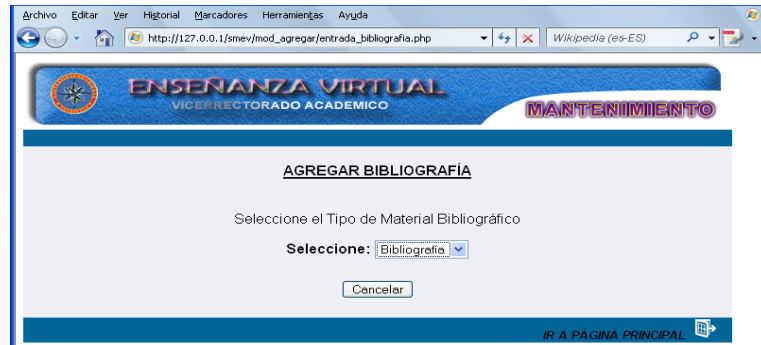 Archivo Editar Ver Historial Marcadores Herramientas Ayuda
http://127.0.0.1/smev/mod_agregar/entrada_bibliografia.php Wikipedia (es-ES)
ENSEÑANZA VIRTUAL
VICERRECTORADO ACADEMICO
MANTENIMIENTO
AGREGAR BIBLIOGRAFÍA
Seleccione el Tipo de Material Bibliográfico
Seleccione: Bibliografía
Cancelar
IR A PÁGINA PRINCIPAL